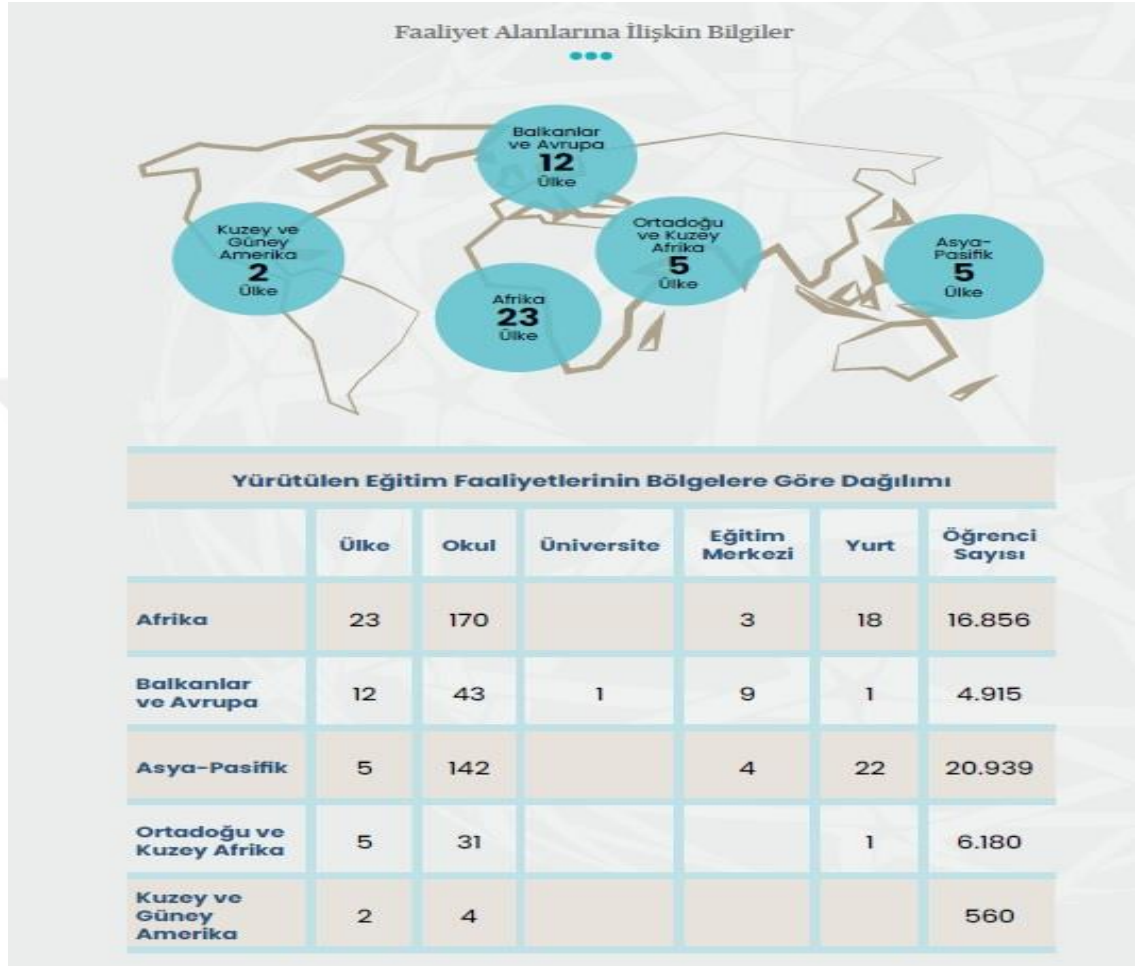 Faaliyet Alanlarına İlişkin Bilgiler
Balkanlar
ve Avrupa
12
Ülke
Kuzey ve
Güney
Amerika
2
Ülke
Ortadoğu
ve Kuzey
Afrika
5
Ülke
Asya-
Pasifik
5
Ülke
Afrika
23
Ülke
Yürütülen Eğitim Faaliyetlerinin Bölgelere Göre Dağılımı
Ülke Okul Üniversite Eğitim Merkezi Yurt Öğrenci Sayısı
Afrika 23 170 3 18 16.856
Balkanlar ve Avrupa 12 43 1 9 1 4.915
Asya-Pasifik 5 142 4 22 20.939
Ortadoğu ve Kuzey Afrika 5 31 1 6.180
Kuzey ve Güney Amerika 2 4 560